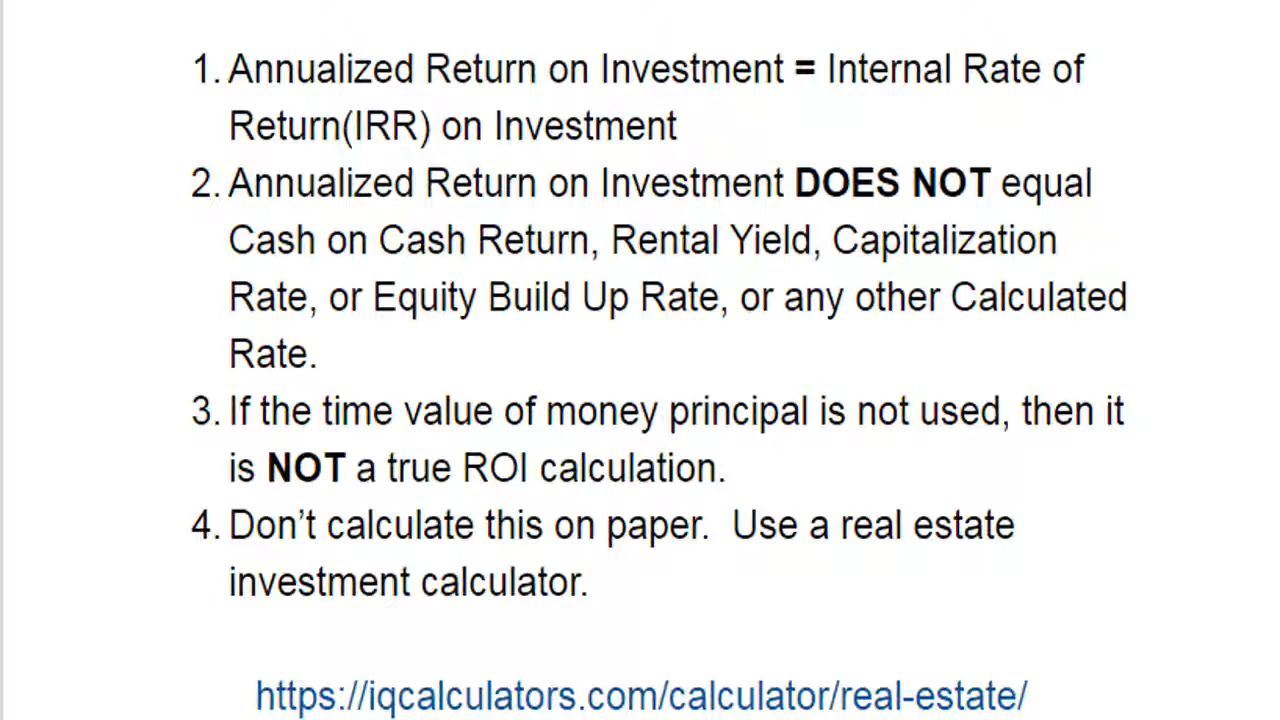 1. Annualized Return on Investment = Internal Rate of
Return(IRR) on Investment
2. Annualized Return on Investment DOES NOT equal
Cash on Cash Return, Rental Yield, Capitalization
Rate, or Equity Build Up Rate, or any other Calculated
Rate.
3. If the time value of money principal is not used, then it
is NOT a true ROI calculation.
4. Don’t calculate this on paper.  Use a real estate
investment calculator.
https://iqcalculators.com/calculator/real-estate/